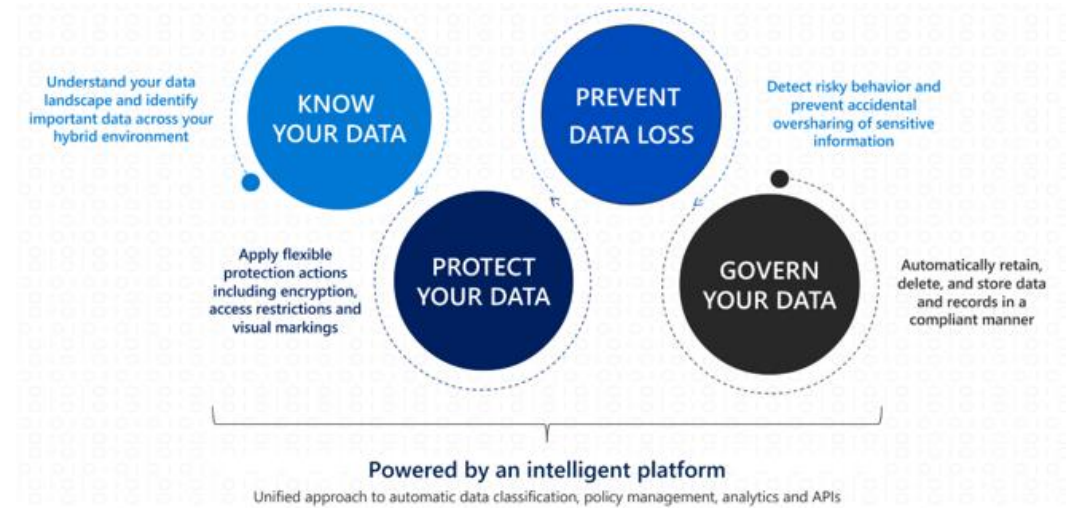 Understand your data
landscape and identify
important data across your
hybrid environment
KNOW
YOUR DATA
Apply flexible
protection actions
including encryption,
access restrictions and
visual markings
PROTECT
YOUR DATA
PREVENT
DATA LOSS
Detect risky behavior and
prevent accidental
oversharing of sensitive
information
GOVERN
YOUR DATA
Automatically retain,
delete, and store data
and records in a
compliant manner
Powered by an intelligent platform
Unified approach to automatic data classification, policy management, analytics and APIs